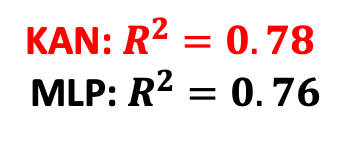 KAN: R² = 0.78
MLP: R² = 0.76